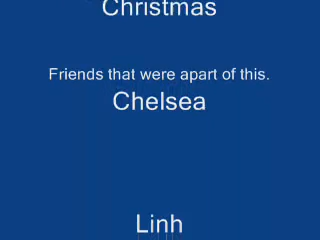 Christmas
Friends that were apart of this.
Chelsea
Linh